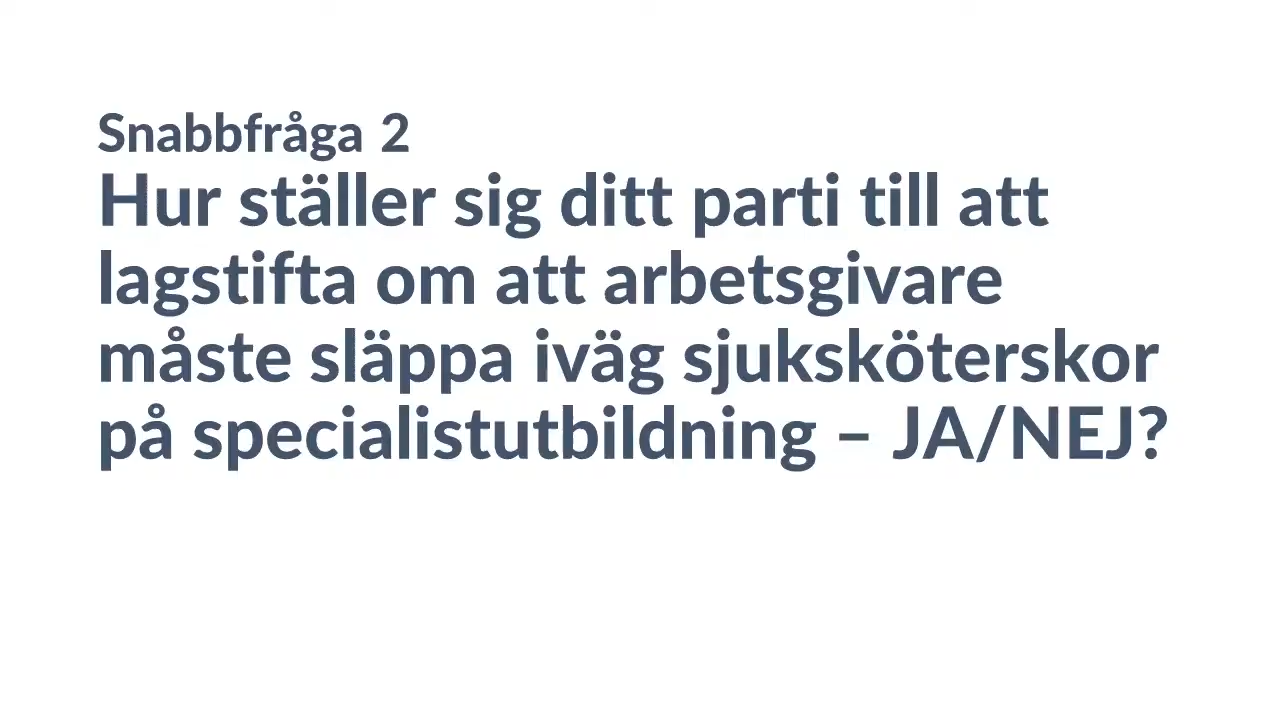 Snabbfråga 2
Hur ställer sig ditt parti till att
lagstifta om att arbetsgivare
måste släppa iväg sjuksköterskor
på specialistutbildning – JA/NEJ?